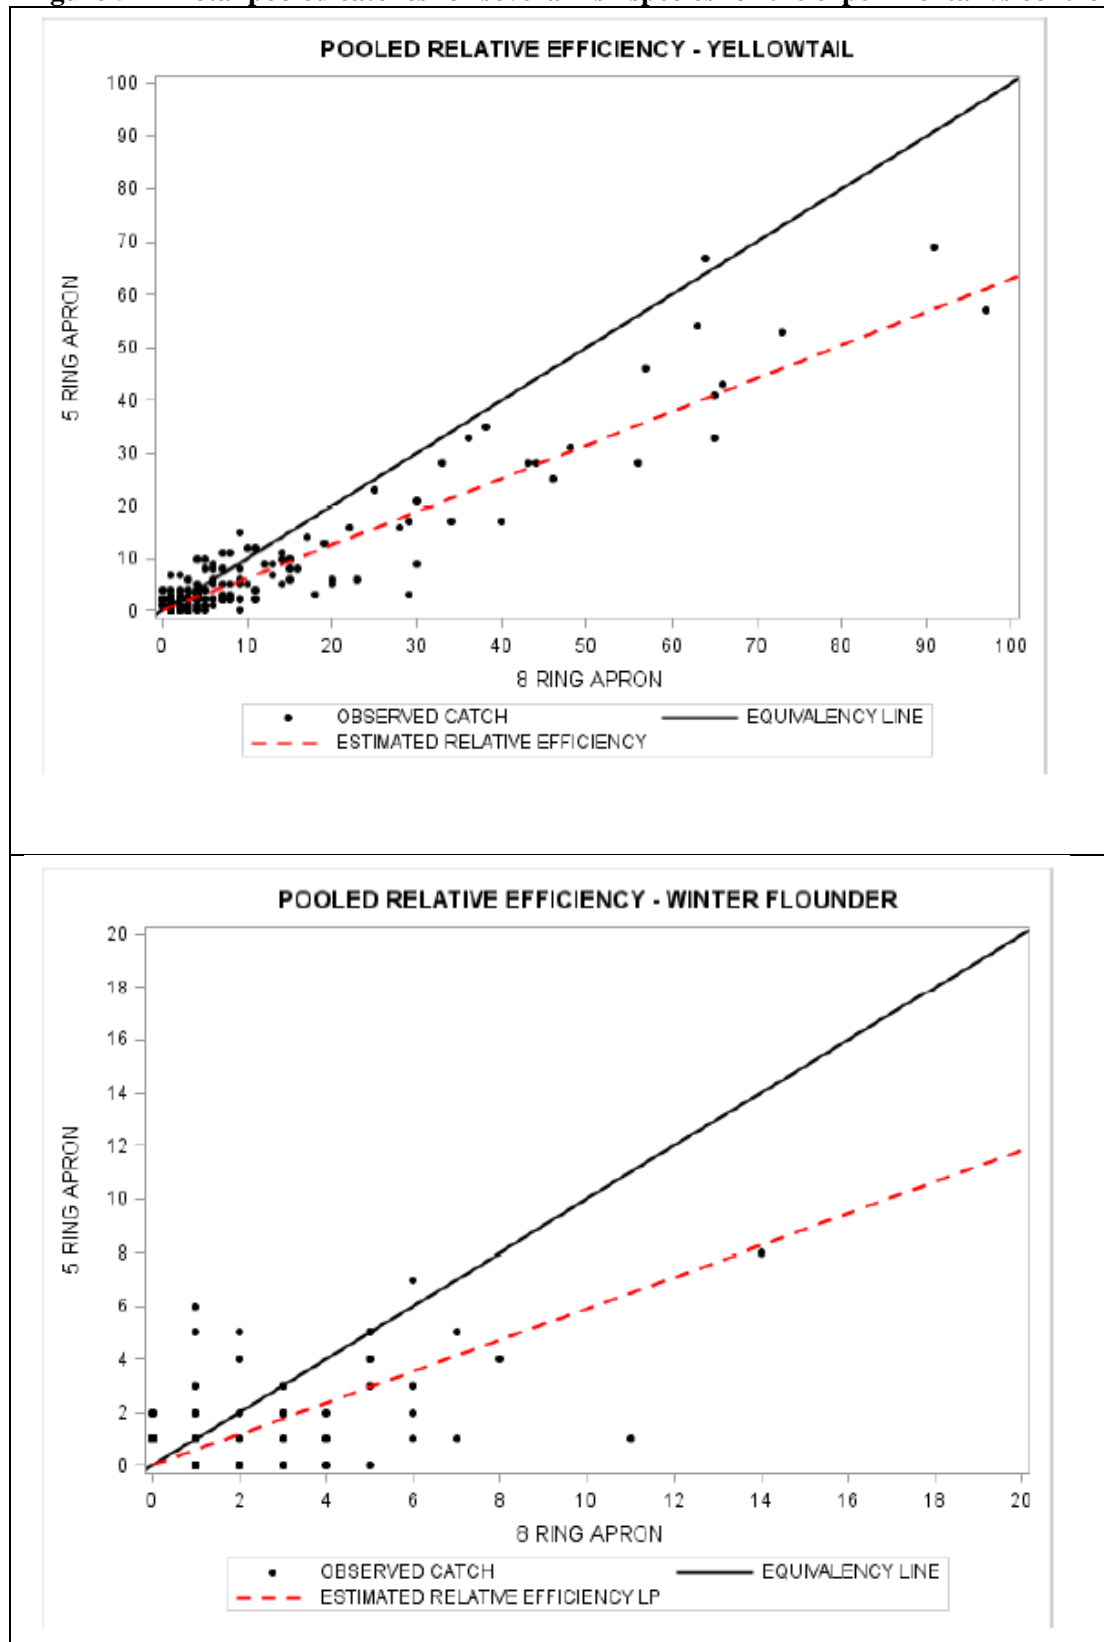 POOLED RELATIVE EFFICIENCY - YELLOWTAIL
100
90
80
70
60
50
40
30
20
10
0
5 RING APRON
0 10 20 30 40 50 60 70 80 90 100
8 RING APRON
OBSERVED CATCH EQUIVALENCY LINE
ESTIMATED RELATIVE EFFICIENCY
POOLED RELATIVE EFFICIENCY - WINTER FLOUNDER
20
18
16
14
12
10
8
6
4
2
0
5 RING APRON
0 2 4 6 8 10 12 14 16 18 20
8 RING APRON
OBSERVED CATCH EQUIVALENCY LINE
ESTIMATED RELATIVE EFFICIENCY LP